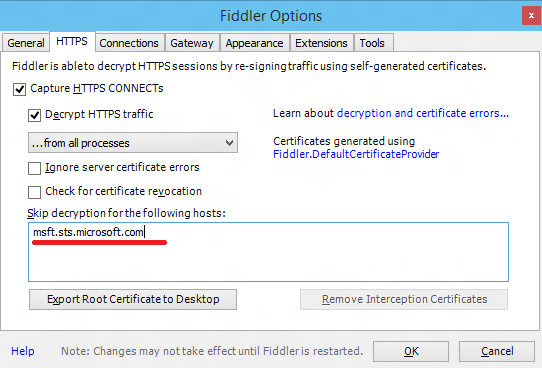 Fiddler Options
x
General HTTPS Connections Gateway Appearance Extensions Tools
Fiddler is able to decrypt HTTPS sessions by re-signing traffic using self-generated certificates.
Capture HTTPS CONNECTs
Decrypt HTTPS traffic
Learn about decryption and certificate errors...
...from all processes
Certificates generated using
Fiddler.DefaultCertificateProvider
Ignore server certificate errors
Check for certificate revocation
Skip decryption for the following hosts:
msft.sts.microsoft.com
Export Root Certificate to Desktop Remove Interception Certificates
Help Note: Changes may not take effect until Fiddler is restarted. OK Cancel